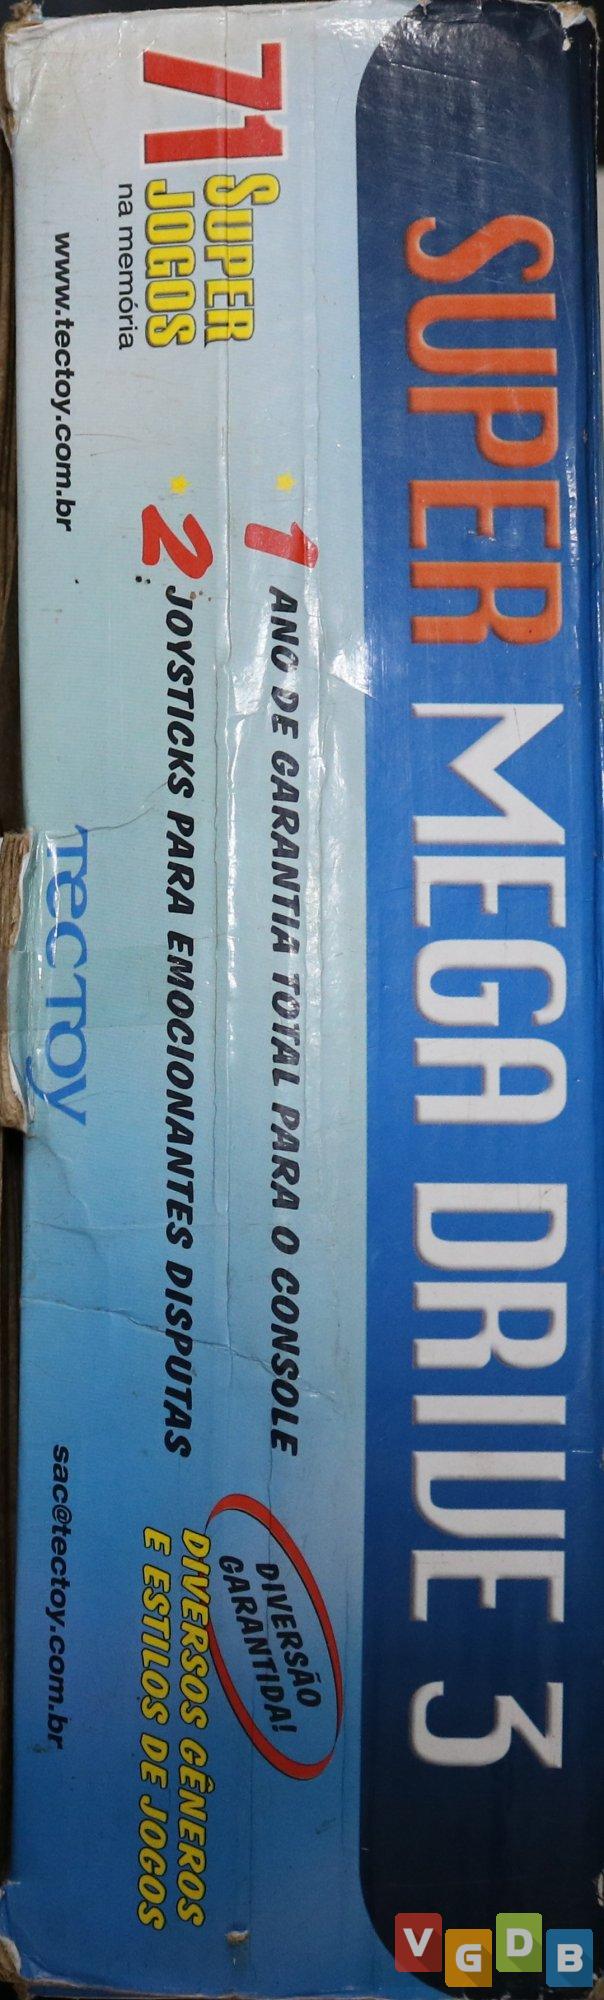 SUPER MEGA DRIVE 3
71 SUPER
JOGOS
na memória
1 ANO DE GARANTIA TOTAL PARA O CONSOLE
2 JOYSTICKS PARA EMOCIONANTES DISPUTAS
DIVERSÃO
GARANTIDA!
DIVERSOS GÊNEROS
E ESTILOS DE JOGOS
www.tectoy.com.br
TECTOY
sac@tectoy.com.br
VGDB